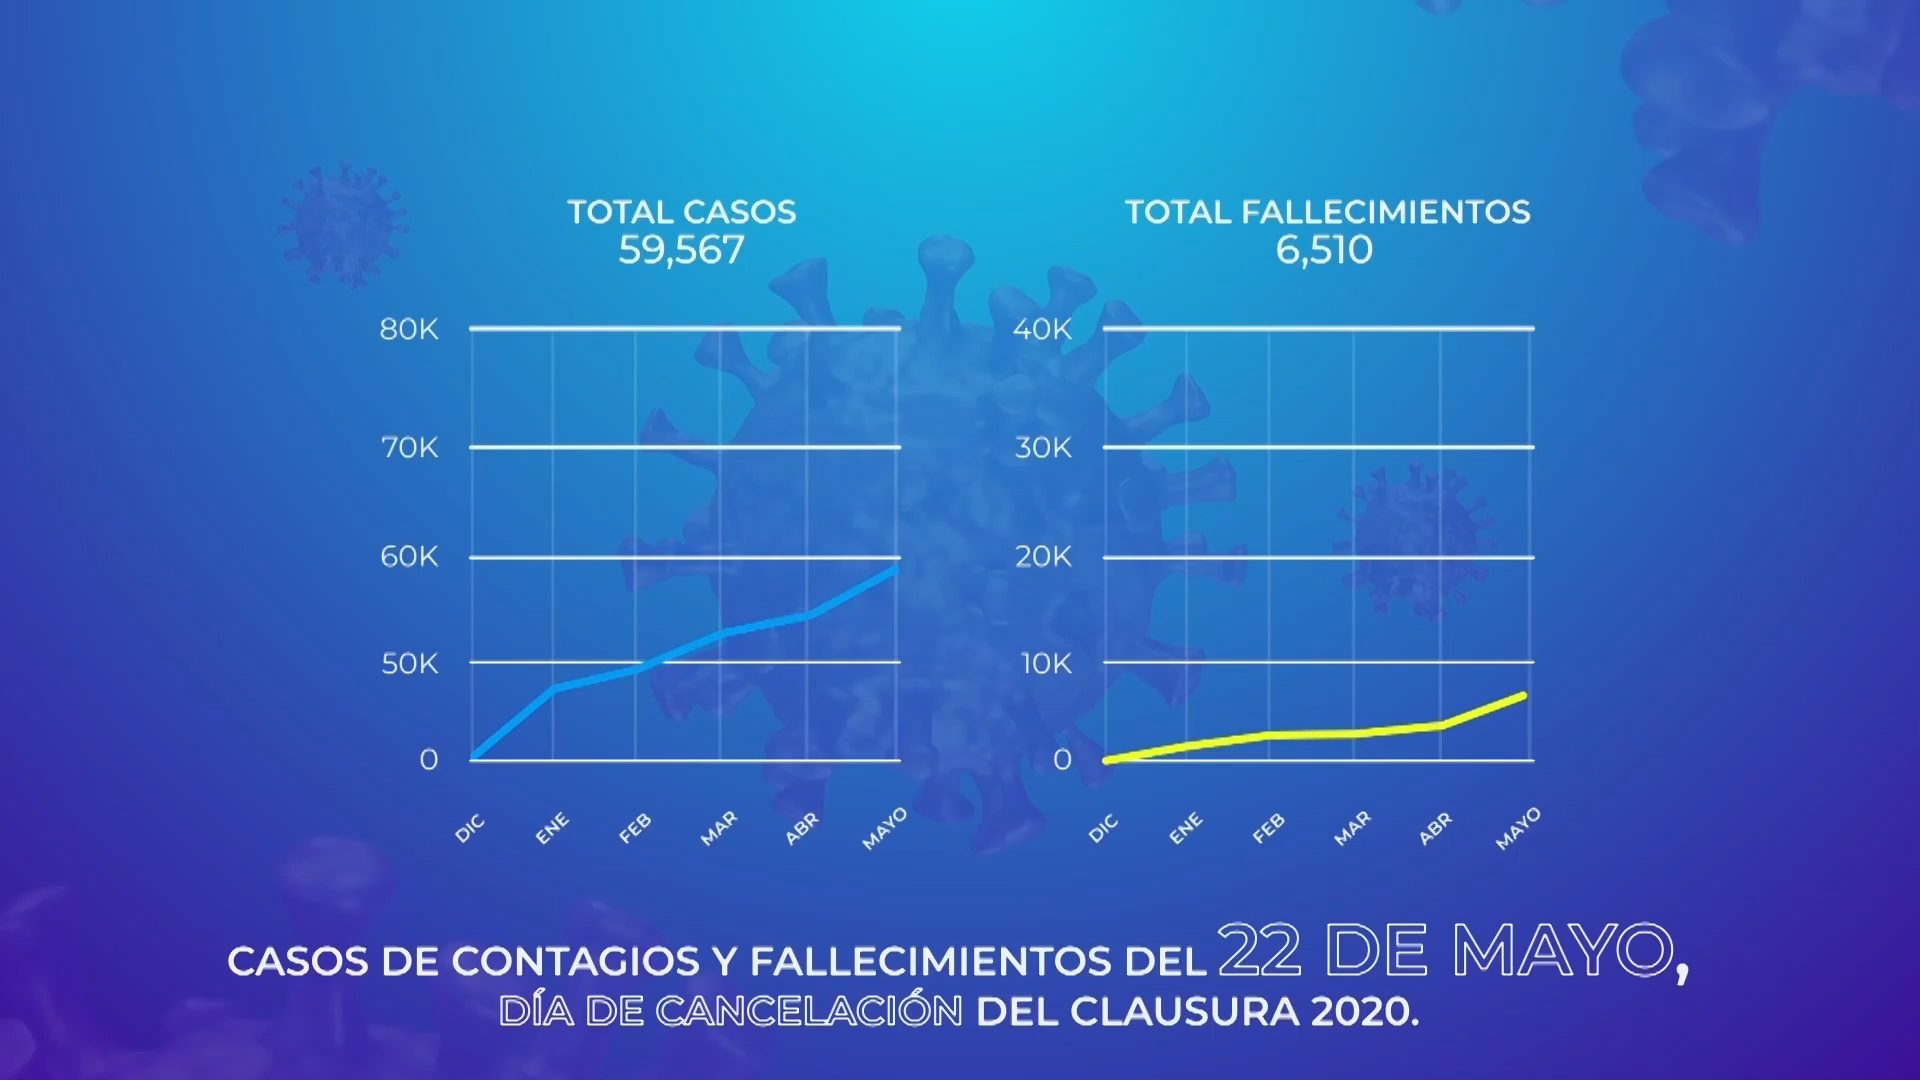 TOTAL CASOS
59,567
80K
70K
60K
50K
0
DIC
ENE
FEB
MAR
ABR
MAYO
TOTAL FALLECIMIENTOS
6,510
40K
30K
20K
10K
0
DIC
ENE
FEB
MAR
ABR
MAYO
CASOS DE CONTAGIOS Y FALLECIMIENTOS DEL 22 DE MAYO,
DÍA DE CANCELACIÓN DEL CLAUSURA 2020.